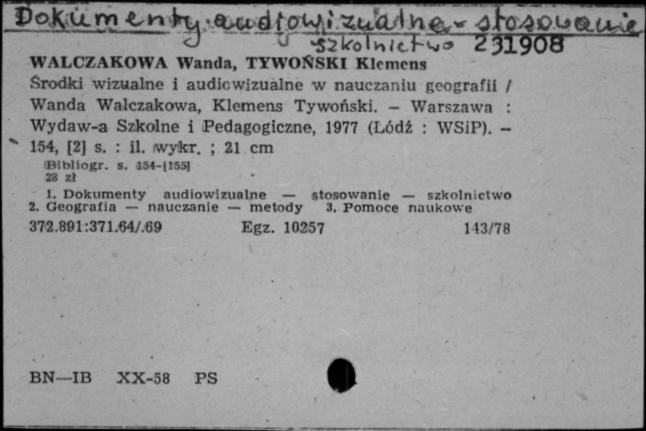 Dokumenty audiowizualne - stosowanie
szkolnictwo 231908
WALCZAKOWA Wanda, TYWOŃSKI Klemens
Środki wizualne i audiowizualne w nauczaniu geografii /
Wanda Walczakowa, Klemens Tywoński. — Warszawa :
Wydaw-a Szkolne i Pedagogiczne, 1977 (Łódź : WSiP). —
154, [2] s. : il. wykr. ; 21 cm
Bibliogr. s. 154-[155]
28 zł
1. Dokumenty audiowizualne — stosowanie — szkolnictwo
2. Geografia — nauczanie — metody 3. Pomoce naukowe
372.891:371.64/.69 Egz. 10257 143/78
BN—IB XX-58 PS